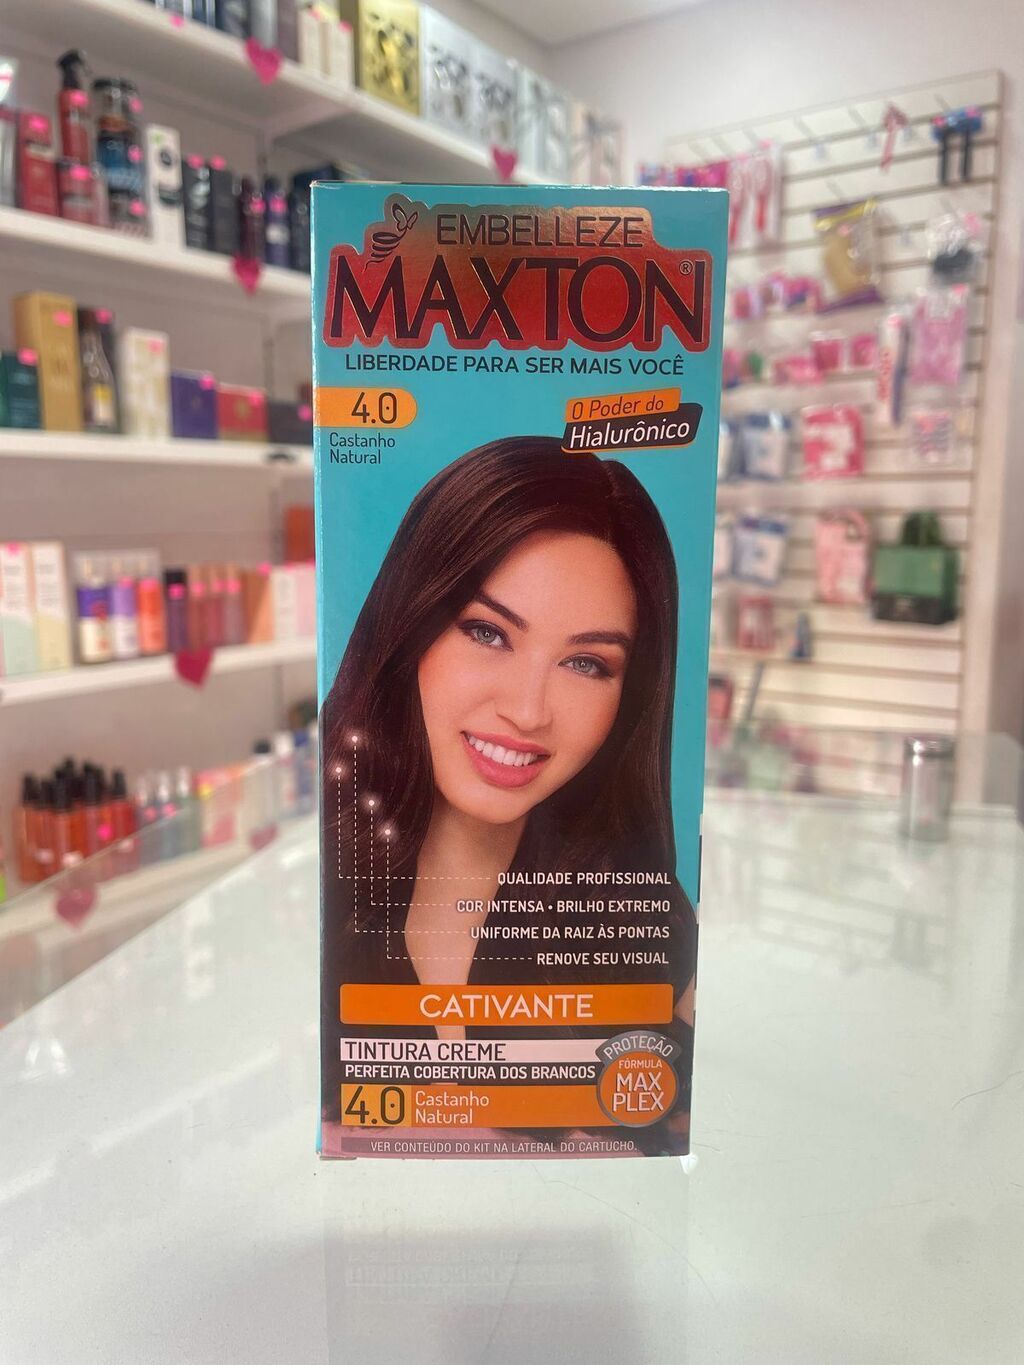 EMBELLEZE
MAXTON®
LIBERDADE PARA SER MAIS VOCÊ
4.0
Castanho
Natural
O Poder do
Hialurônico
QUALIDADE PROFISSIONAL
COR INTENSA • BRILHO EXTREMO
UNIFORME DA RAIZ ÀS PONTAS
RENOVE SEU VISUAL
CATIVANTE
TINTURA CREME
PERFEITA COBERTURA DOS BRANCOS
4.0 Castanho
Natural
PROTEÇÃO
FÓRMULA
MAX
PLEX
VER CONTEÚDO DO KIT NA LATERAL DO CARTUCHO.